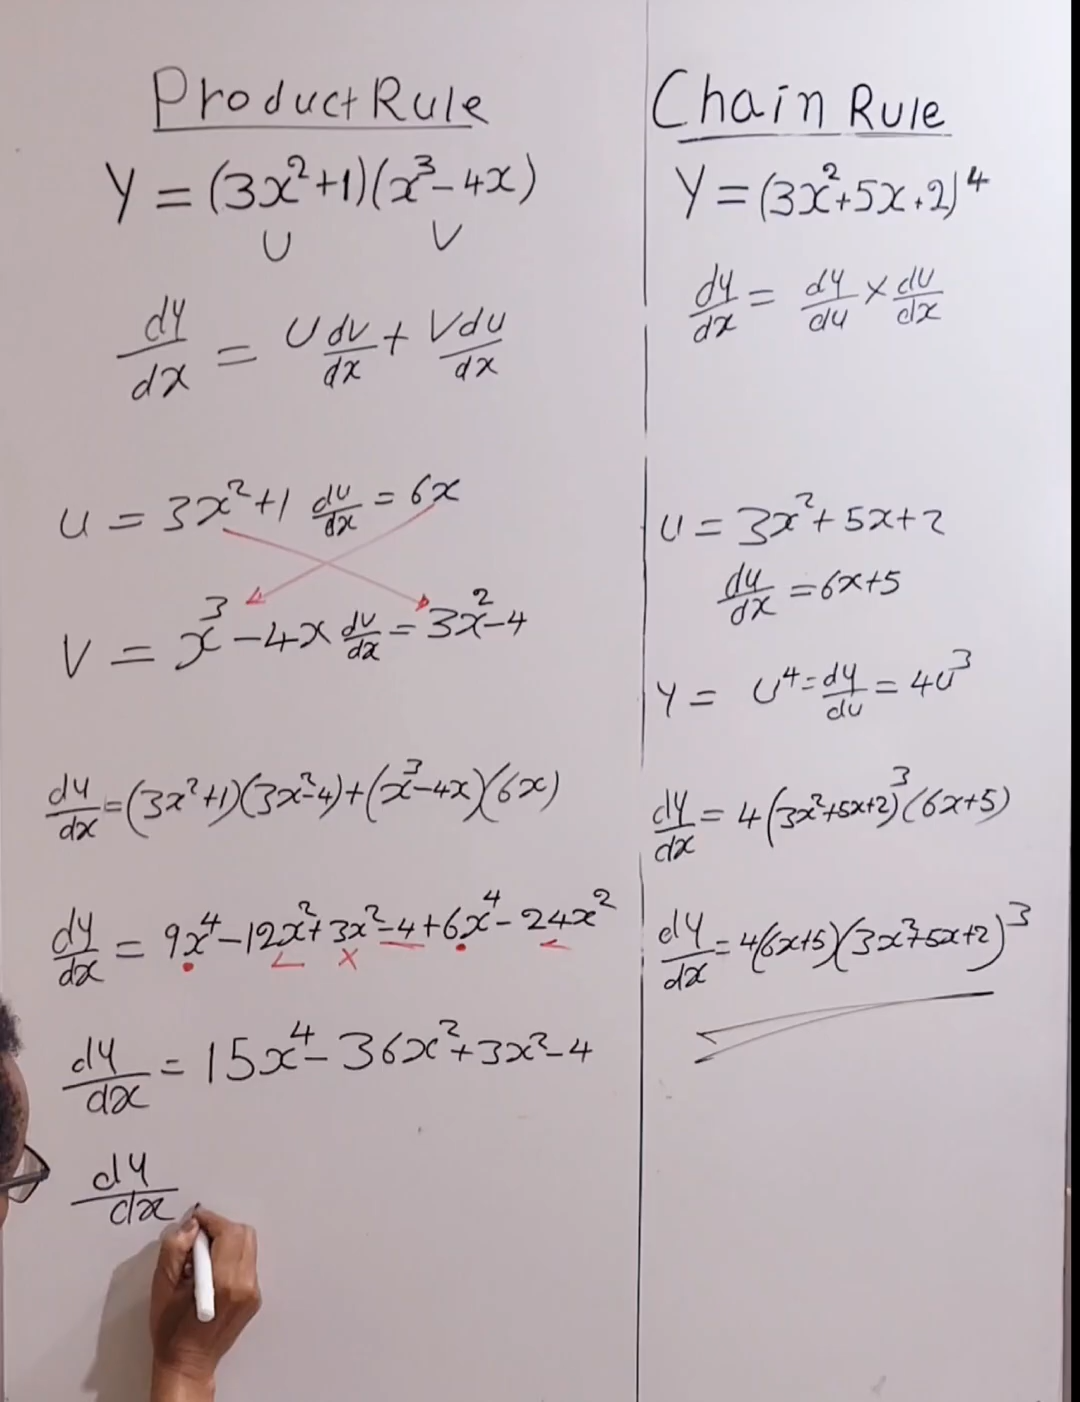 Product Rule
Y = (3x²+1)(x³-4x)
U V
dy/dx = U dv/dx + V du/dx
u = 3x²+1 du/dx = 6x
V = x³-4x dv/dx = 3x²-4
dy/dx = (3x²+1)(3x²-4)+(x³-4x)(6x)
dy/dx = 9x⁴-12x²+3x²-4+6x⁴-24x²
dy/dx = 15x⁴-36x²+3x²-4
dy/dx
Chain Rule
Y = (3x²+5x+2)⁴
dy/dx = dy/du × du/dx
u = 3x²+5x+2
du/dx = 6x+5
Y = U⁴ = dy/du = 4U³
dy/dx = 4(3x²+5x+2)³(6x+5)
dy/dx = 4(6x+5)(3x²+5x+2)³